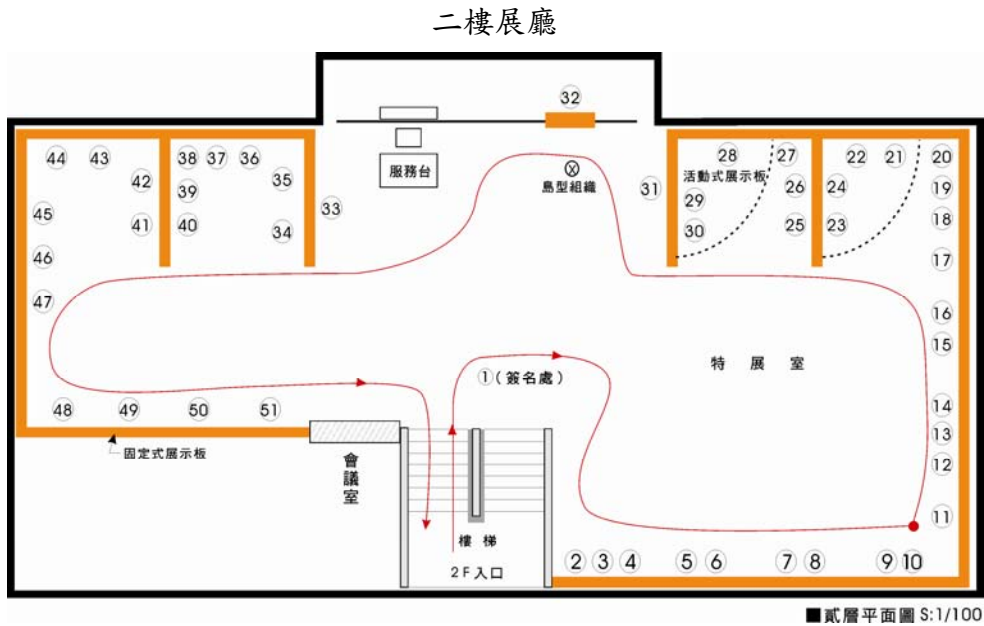 二樓展廳
32
44 43 38 37 36 28 27 22 21 20
42 39 35 服務台 島型組織 31 活動式展示板 26 24 19
45 41 40 34 33 29 30 25 23 18
46 17
47 16
15
①(簽名處) 特展室
48 49 50 51 14
固定式展示板 13
會議室 12
11
樓梯
2F入口 ② ③ ④ ⑤ ⑥ ⑦ ⑧ ⑨ ⑩
■貳層平面圖 S:1/100